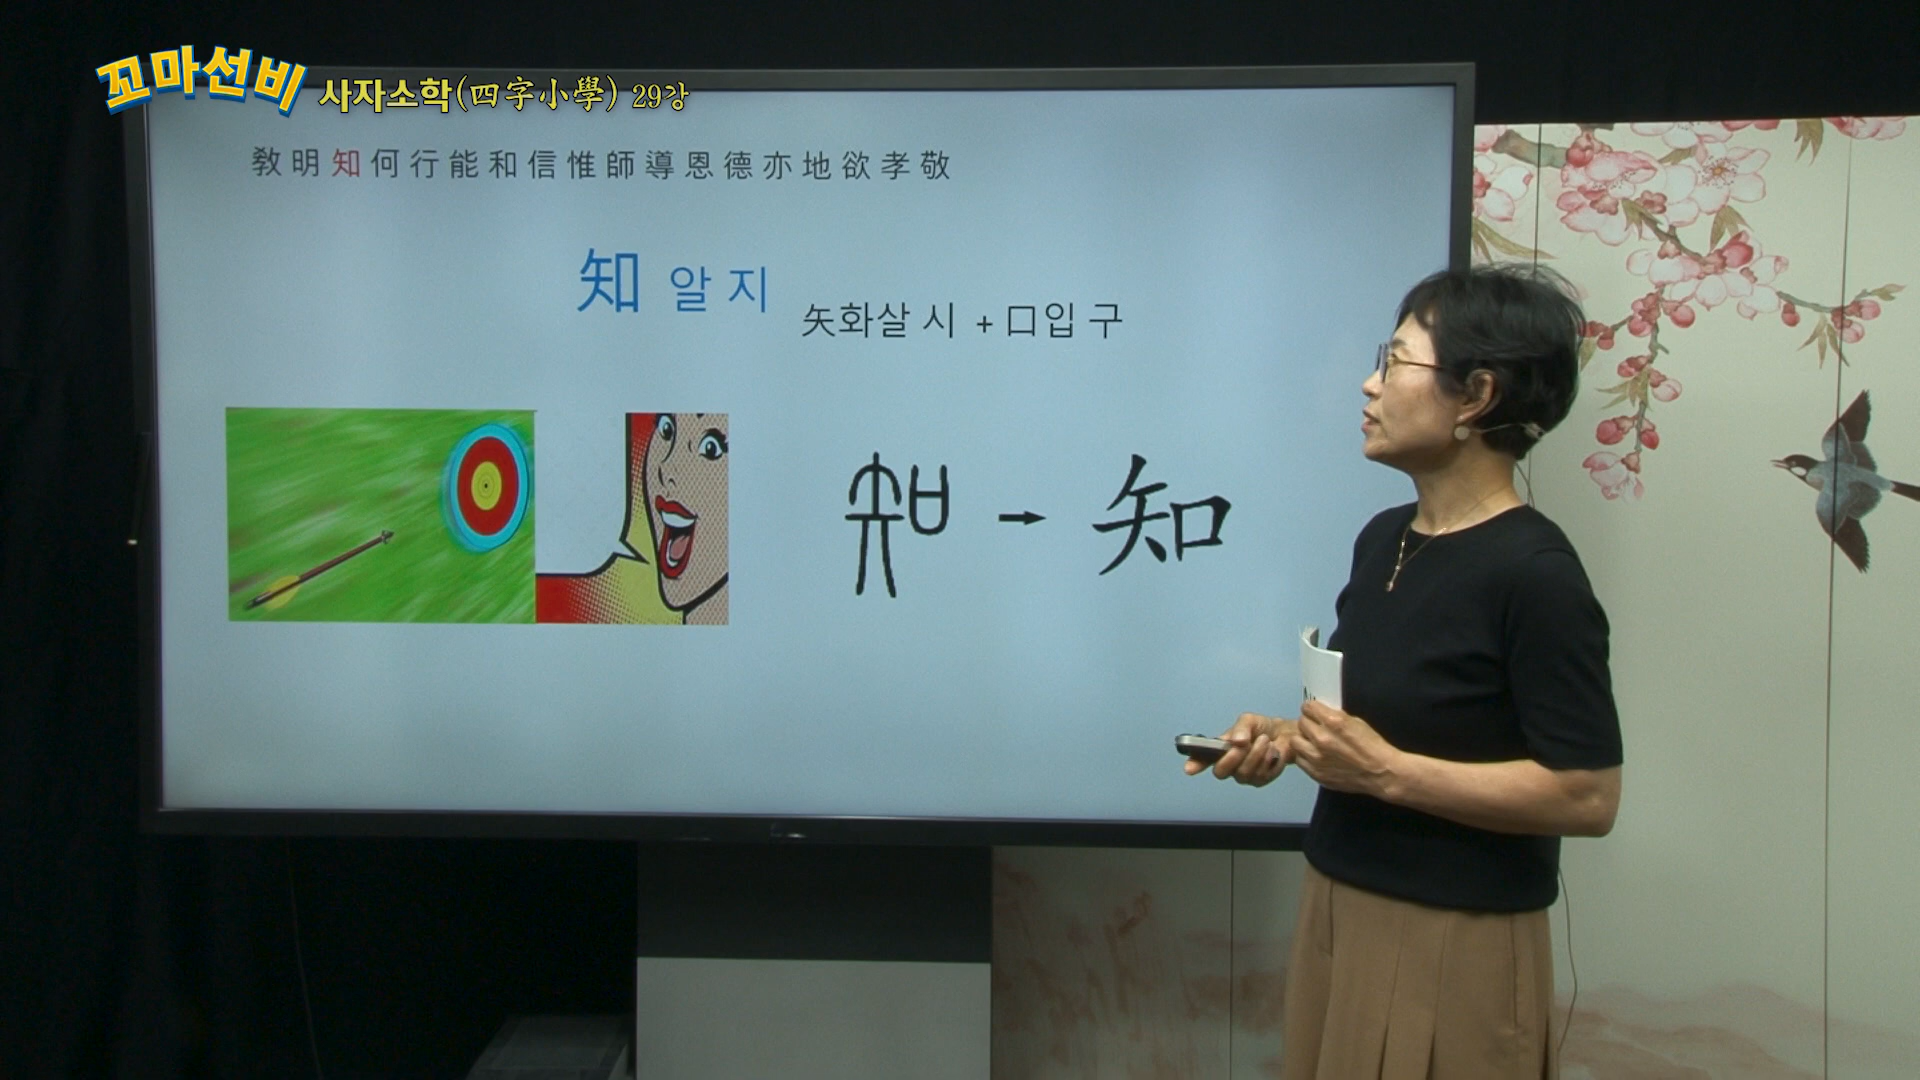 꼬마선비 사자소학(四字小學) 29강
敎明知何行能和信惟師導恩德亦地欲孝敬
知 알 지
矢화살 시 + 口입 구
知 → 知